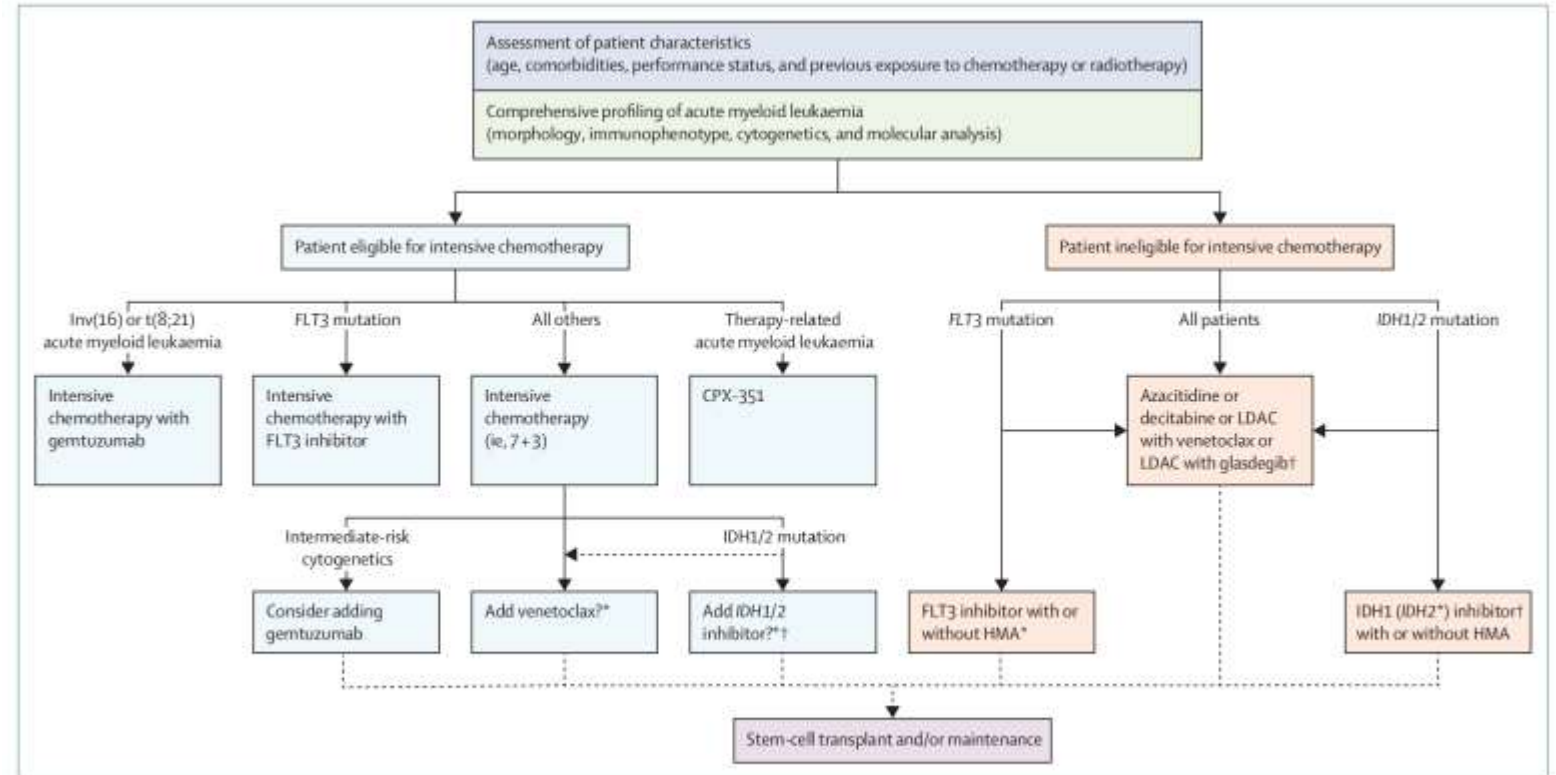 Assessment of patient characteristics
(age, comorbidities, performance status, and previous exposure to chemotherapy or radiotherapy)
Comprehensive profiling of acute myeloid leukaemia
(morphology, immunophenotype, cytogenetics, and molecular analysis)
Patient eligible for intensive chemotherapy
Patient ineligible for intensive chemotherapy
Inv(16) or t(8;21)
acute myeloid leukaemia
FLT3 mutation
All others
Therapy-related
acute myeloid leukaemia
FLT3 mutation
All patients
IDH1/2 mutation
Intensive
chemotherapy with
gemtuzumab
Intensive
chemotherapy with
FLT3 inhibitor
Intensive
chemotherapy
(ie, 7 + 3)
CPX-351
Azacitidine or
decitabine or LDAC
with venetoclax or
LDAC with glasdegib†
Intermediate-risk
cytogenetics
IDH1/2 mutation
Consider adding
gemtuzumab
Add venetoclax?*
Add IDH1/2
inhibitor?*†
FLT3 inhibitor with or
without HMA*
IDH1 (IDH2*) inhibitor†
with or without HMA
Stem-cell transplant and/or maintenance